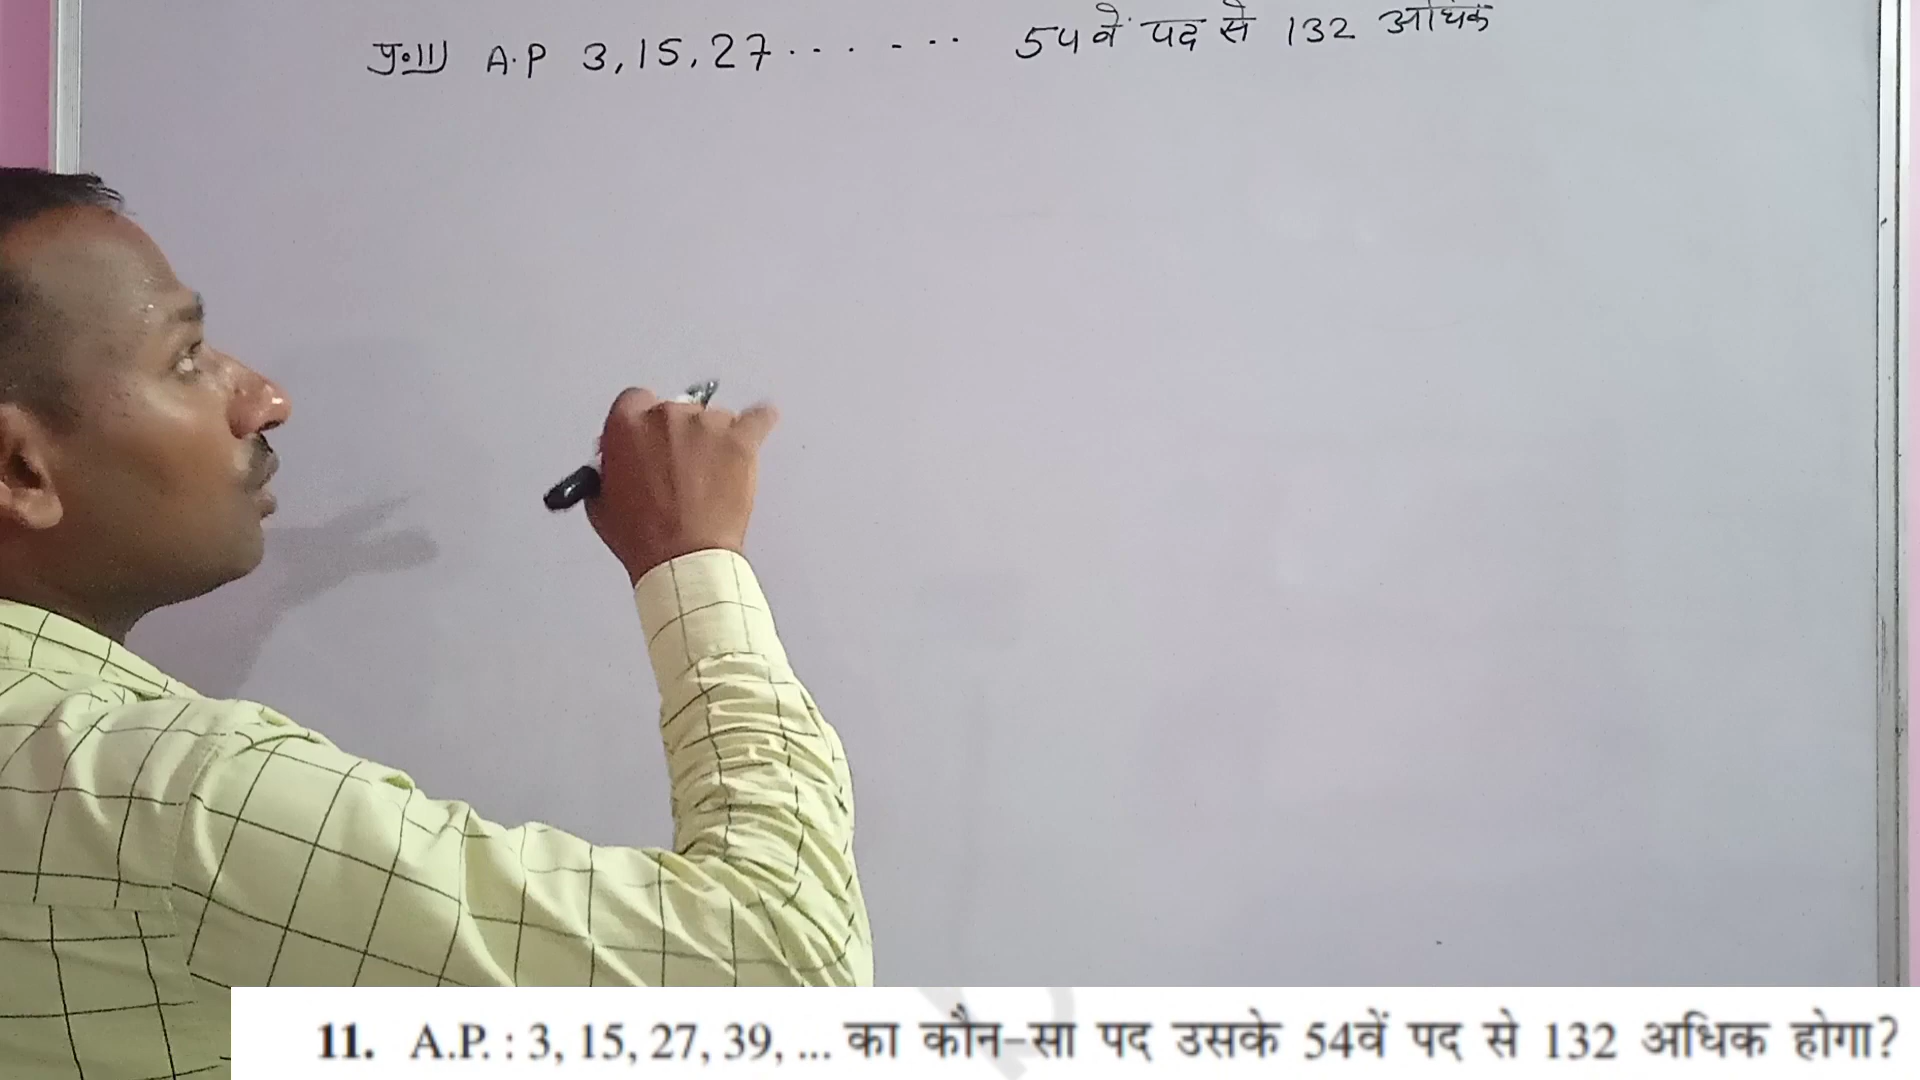 प्र॰11) A.P 3,15,27....... 54वें पद से 132 अधिक
11. A.P. : 3, 15, 27, 39, ... का कौन-सा पद उसके 54वें पद से 132 अधिक होगा?